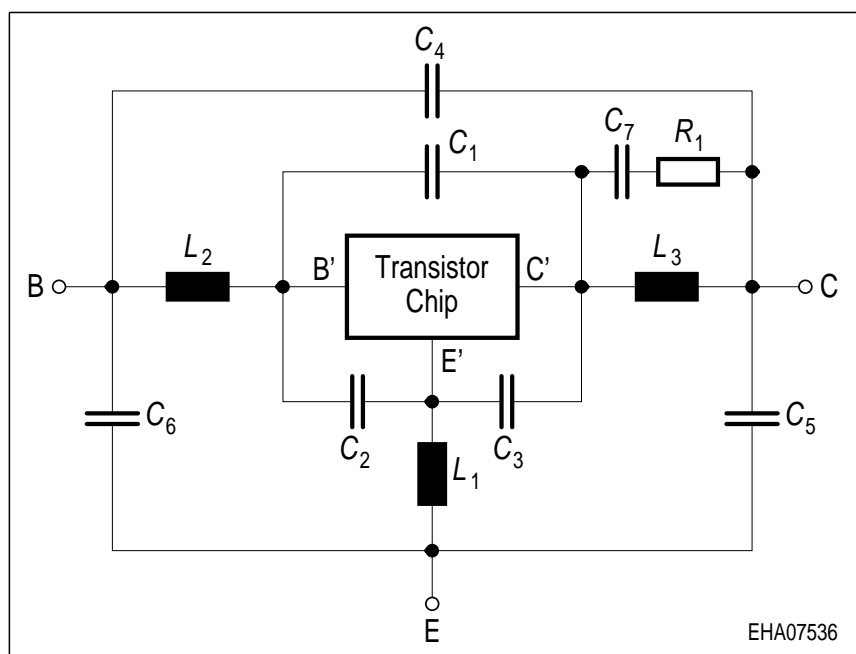 C4
C7
R1
C1
L2
L3
B
B’
Transistor
Chip
C’
C
E’
C6
C2
C3
C5
L1
E
EHA07536